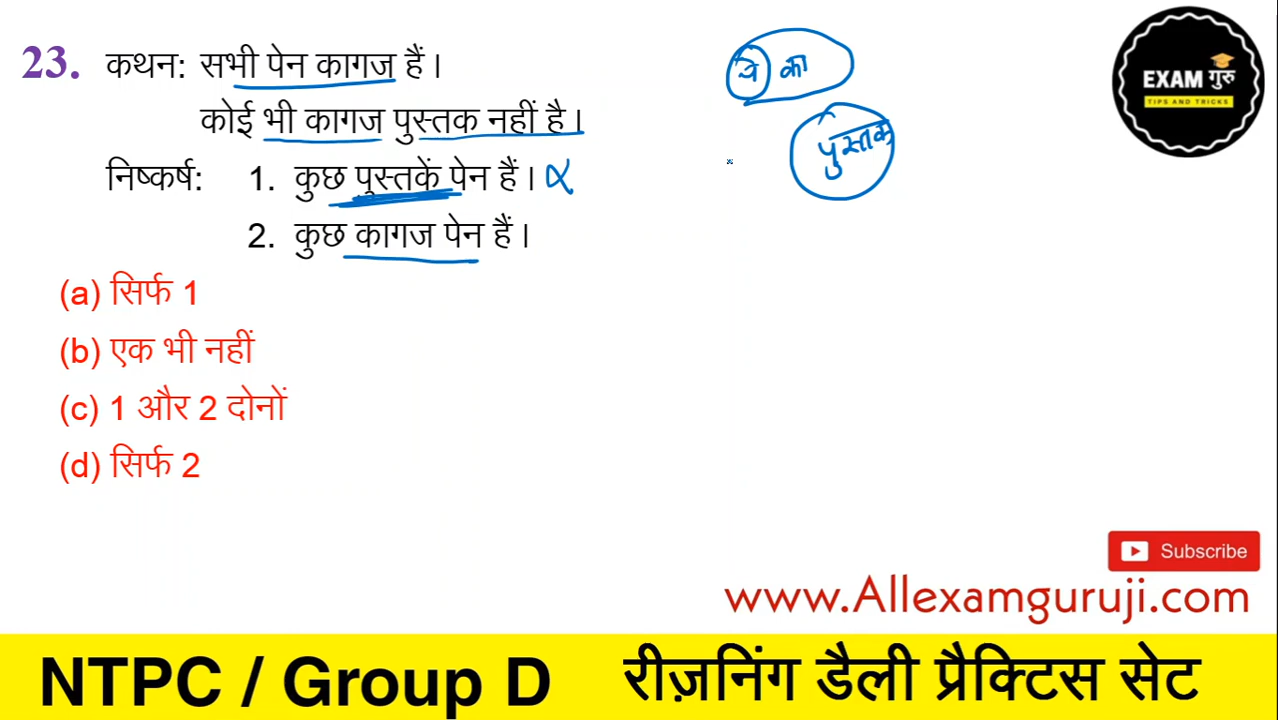 23. कथन: सभी पेन कागज हैं।
कोई भी कागज पुस्तक नहीं है।
निष्कर्ष: 1. कुछ पुस्तकें पेन हैं।
2. कुछ कागज पेन हैं।
(a) सिर्फ 1
(b) एक भी नहीं
(c) 1 और 2 दोनों
(d) सिर्फ 2
पे का
पुस्तक
EXAM गुरु
TIPS AND TRICKS
Subscribe
www.Allexamguruji.com
NTPC / Group D रीज़निंग डैली प्रैक्टिस सेट